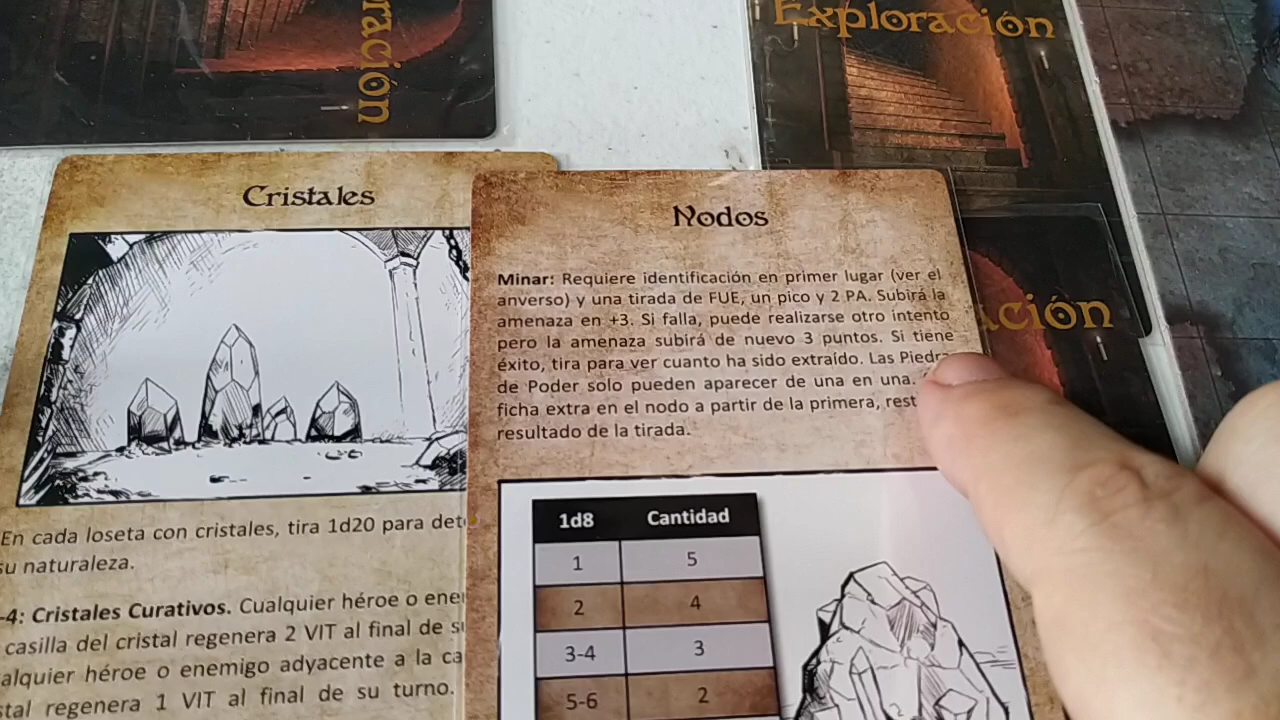 ración
Exploración
ación
Cristales
En cada loseta con cristales, tira 1d20 para
su naturaleza.
-4: Cristales Curativos. Cualquier héroe o
casilla del cristal regenera 2 VIT al final de
alquier héroe o enemigo adyacente a la
stal regenera 1 VIT al final de su turno.
Nodos
Minar: Requiere identificación en primer lugar (ver el
anverso) y una tirada de FUE, un pico y 2 PA. Subirá la
amenaza en +3. Si falla, puede realizarse otro intento
pero la amenaza subirá de nuevo 3 puntos. Si tiene
éxito, tira para ver cuanto ha sido extraído. Las Piedra
de Poder solo pueden aparecer de una en una.
ficha extra en el nodo a partir de la primera,
resultado de la tirada.
1d8 Cantidad
1 5
2 4
3-4 3
5-6 2